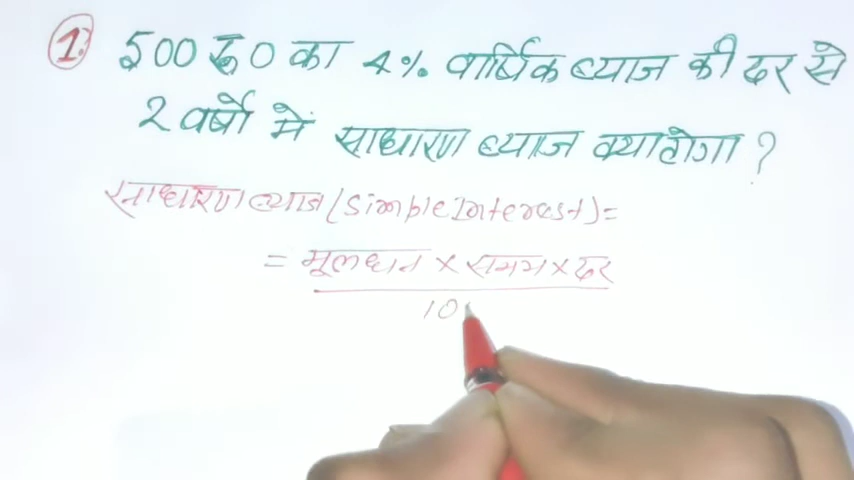 1. 500 रु0 का 4% वार्षिक ब्याज की दर से
2 वर्षो में साधारण ब्याज क्या होगा ?
साधारण ब्याज (Simple Interest) =
= मूलधन × समय × दर
10